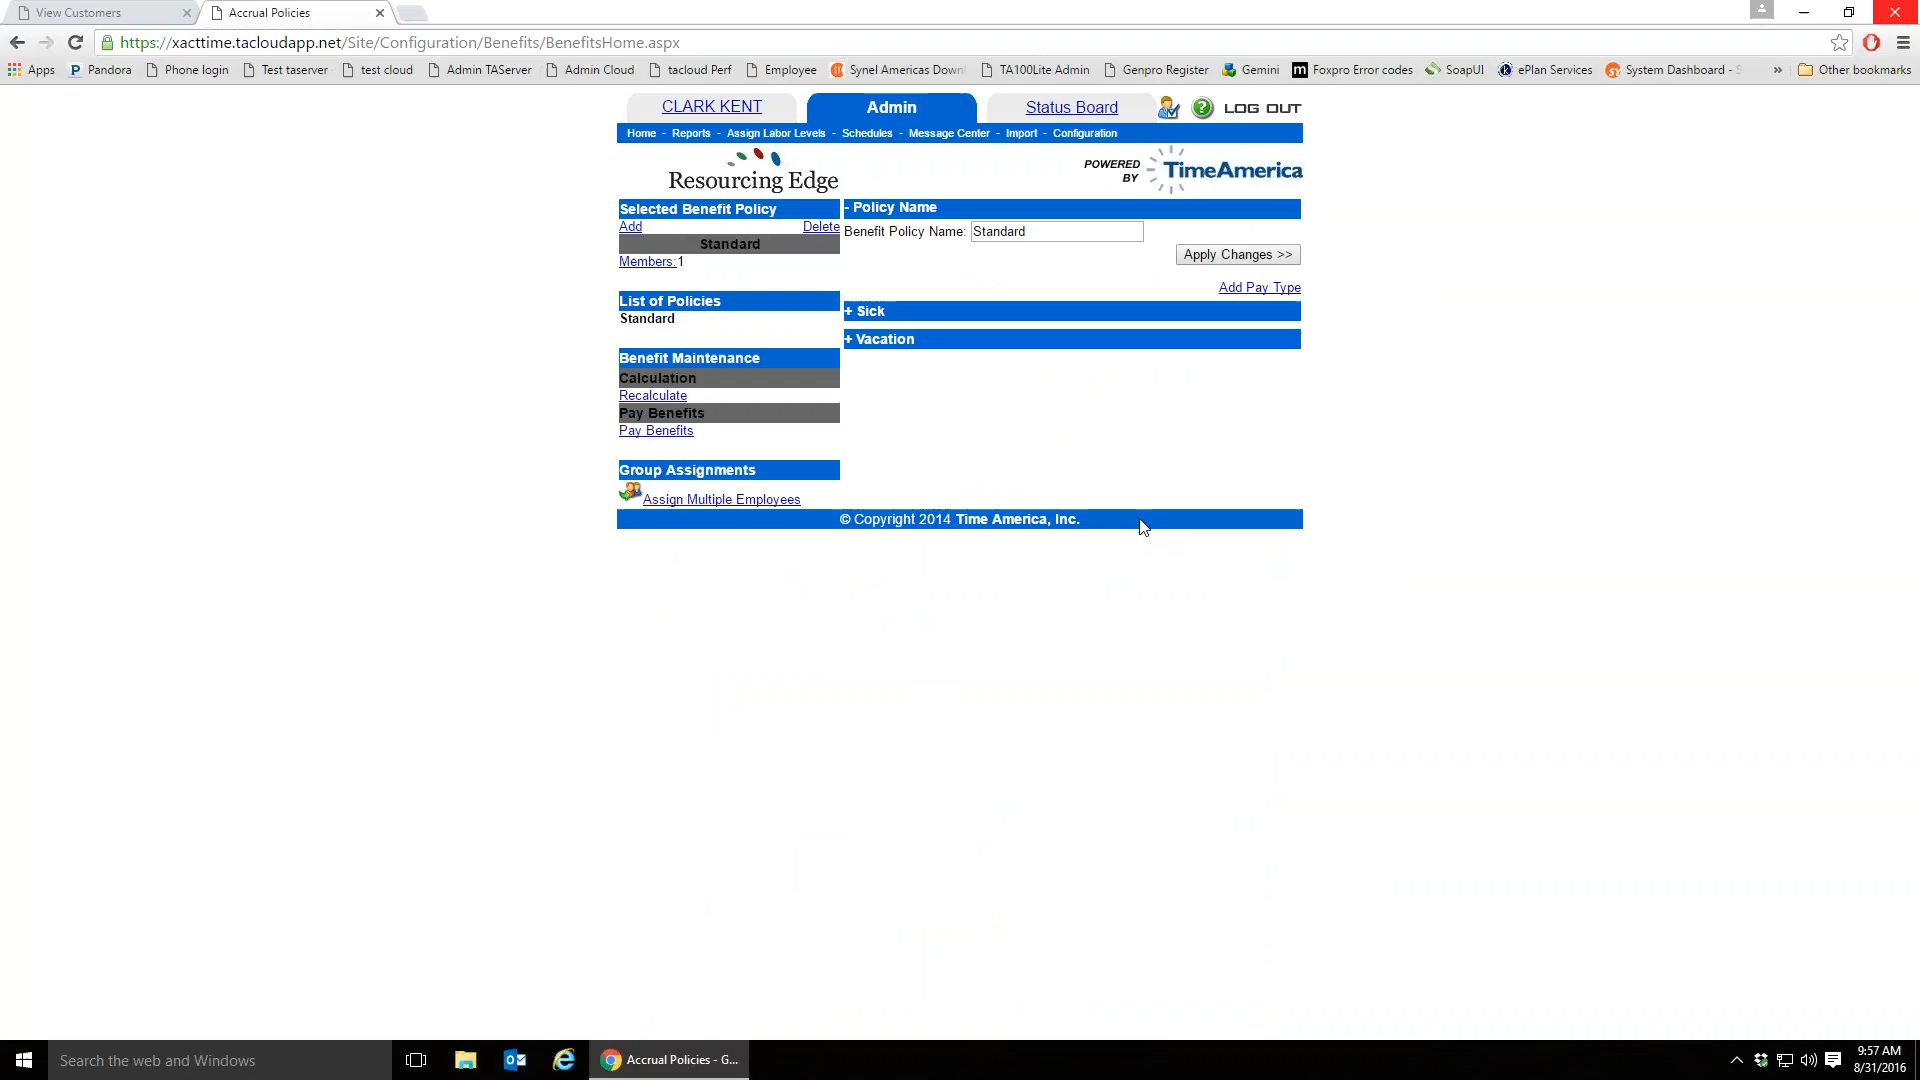 View Customers
Accrual Policies
https://xacttime.tacloudapp.net/Site/Configuration/Benefits/BenefitsHome.aspx
Apps Pandora Phone login Test taserver test cloud Admin TAServer Admin Cloud tacloud Perf Employee Synel Americas Down TA100Lite Admin Genpro Register Gemini Foxpro Error codes SoapUI ePlan Services System Dashboard - » Other bookmarks
CLARK KENT Admin Status Board LOG OUT
Home - Reports - Assign Labor Levels - Schedules - Message Center - Import - Configuration
Resourcing Edge
POWERED BY TimeAmerica
Selected Benefit Policy
Add Delete
Standard
Members: 1
List of Policies
Standard
Benefit Maintenance
Calculation
Recalculate
Pay Benefits
Pay Benefits
Group Assignments
Assign Multiple Employees
- Policy Name
Benefit Policy Name: Standard
Apply Changes >>
Add Pay Type
+ Sick
+ Vacation
© Copyright 2014 Time America, Inc.
Search the web and Windows
Accrual Policies - G...
9:57 AM
8/31/2016